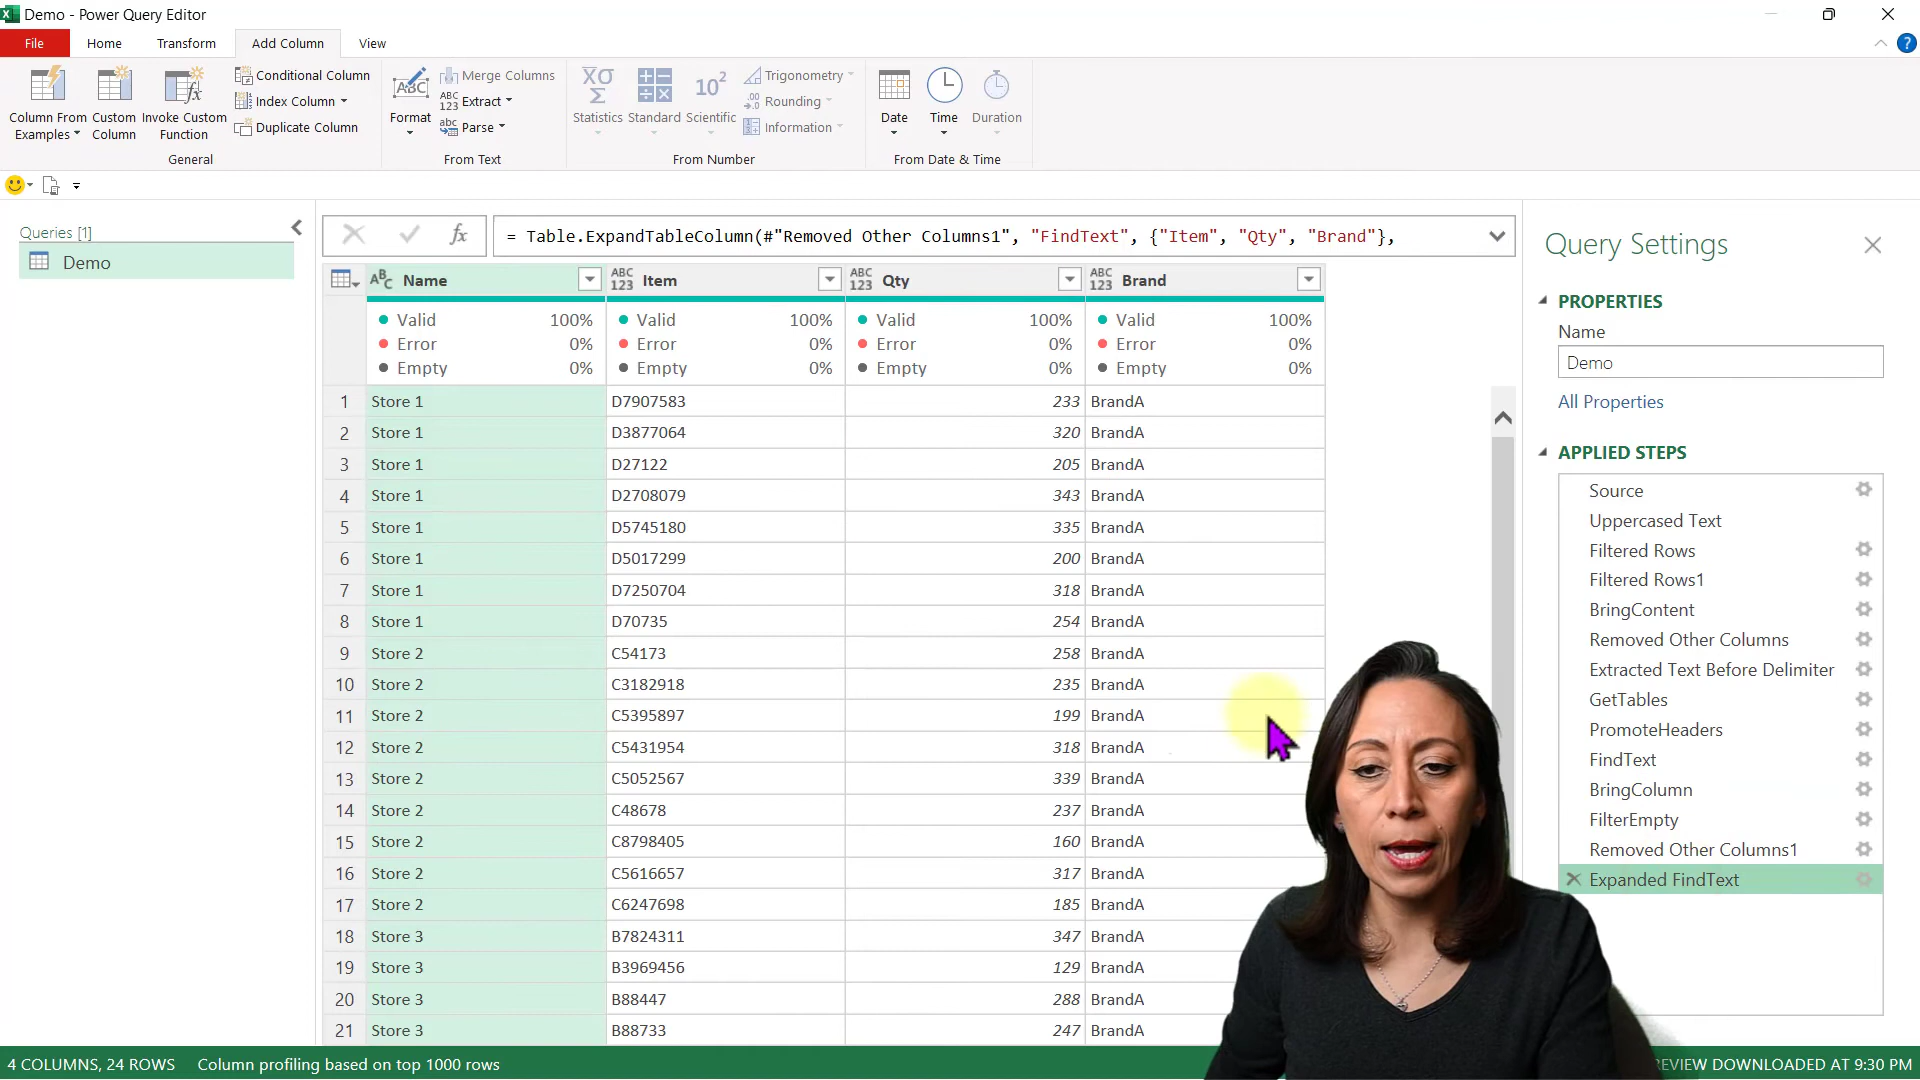 Demo - Power Query Editor
File Home Transform Add Column View
Column From Examples
Custom Column
Invoke Custom Function
Conditional Column
Index Column
Duplicate Column
General
Format
Merge Columns
Extract
Parse
From Text
Statistics
Standard
Scientific
Trigonometry
Rounding
Information
From Number
Date
Time
Duration
From Date & Time
Queries [1]
Demo
= Table.ExpandTableColumn(#"Removed Other Columns1", "FindText", {"Item", "Qty", "Brand"},
Name Item Qty Brand
Valid 100% Valid 100% Valid 100% Valid 100%
Error 0% Error 0% Error 0% Error 0%
Empty 0% Empty 0% Empty 0% Empty 0%
1 Store 1 D7907583 233 BrandA
2 Store 1 D3877064 320 BrandA
3 Store 1 D27122 205 BrandA
4 Store 1 D2708079 343 BrandA
5 Store 1 D5745180 335 BrandA
6 Store 1 D5017299 200 BrandA
7 Store 1 D7250704 318 BrandA
8 Store 1 D70735 254 BrandA
9 Store 2 C54173 258 BrandA
10 Store 2 C3182918 235 BrandA
11 Store 2 C5395897 199 BrandA
12 Store 2 C5431954 318 BrandA
13 Store 2 C5052567 339 BrandA
14 Store 2 C48678 237 BrandA
15 Store 2 C8798405 160 BrandA
16 Store 2 C5616657 317 BrandA
17 Store 2 C6247698 185 BrandA
18 Store 3 B7824311 347 BrandA
19 Store 3 B3969456 129 BrandA
20 Store 3 B88447 288 BrandA
21 Store 3 B88733 247 BrandA
Query Settings
PROPERTIES
Name
Demo
All Properties
APPLIED STEPS
Source
Uppercased Text
Filtered Rows
Filtered Rows1
BringContent
Removed Other Columns
Extracted Text Before Delimiter
GetTables
PromoteHeaders
FindText
BringColumn
FilterEmpty
Removed Other Columns1
Expanded FindText
4 COLUMNS, 24 ROWS Column profiling based on top 1000 rows
DOWNLOADED AT 9:30 PM